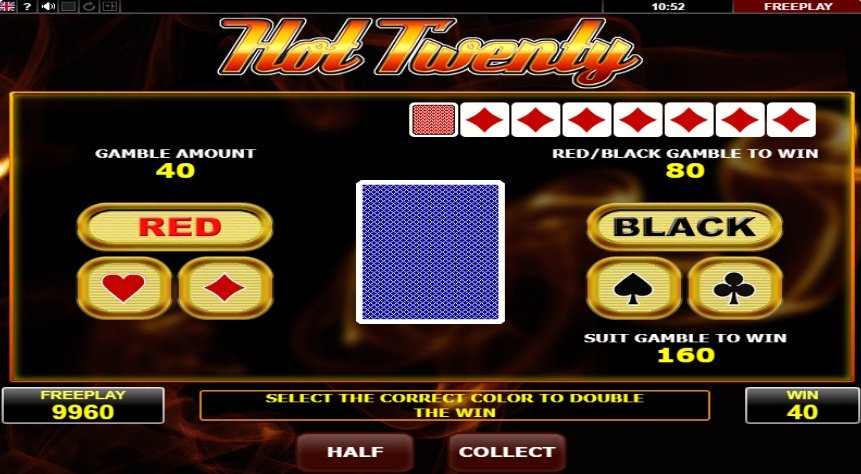 ?
10:52
FREEPLAY
Hot Twenty
GAMBLE AMOUNT
40
RED/BLACK GAMBLE TO WIN
80
RED
BLACK
SUIT GAMBLE TO WIN
160
FREEPLAY
9960
SELECT THE CORRECT COLOR TO DOUBLE
THE WIN
WIN
40
HALF
COLLECT